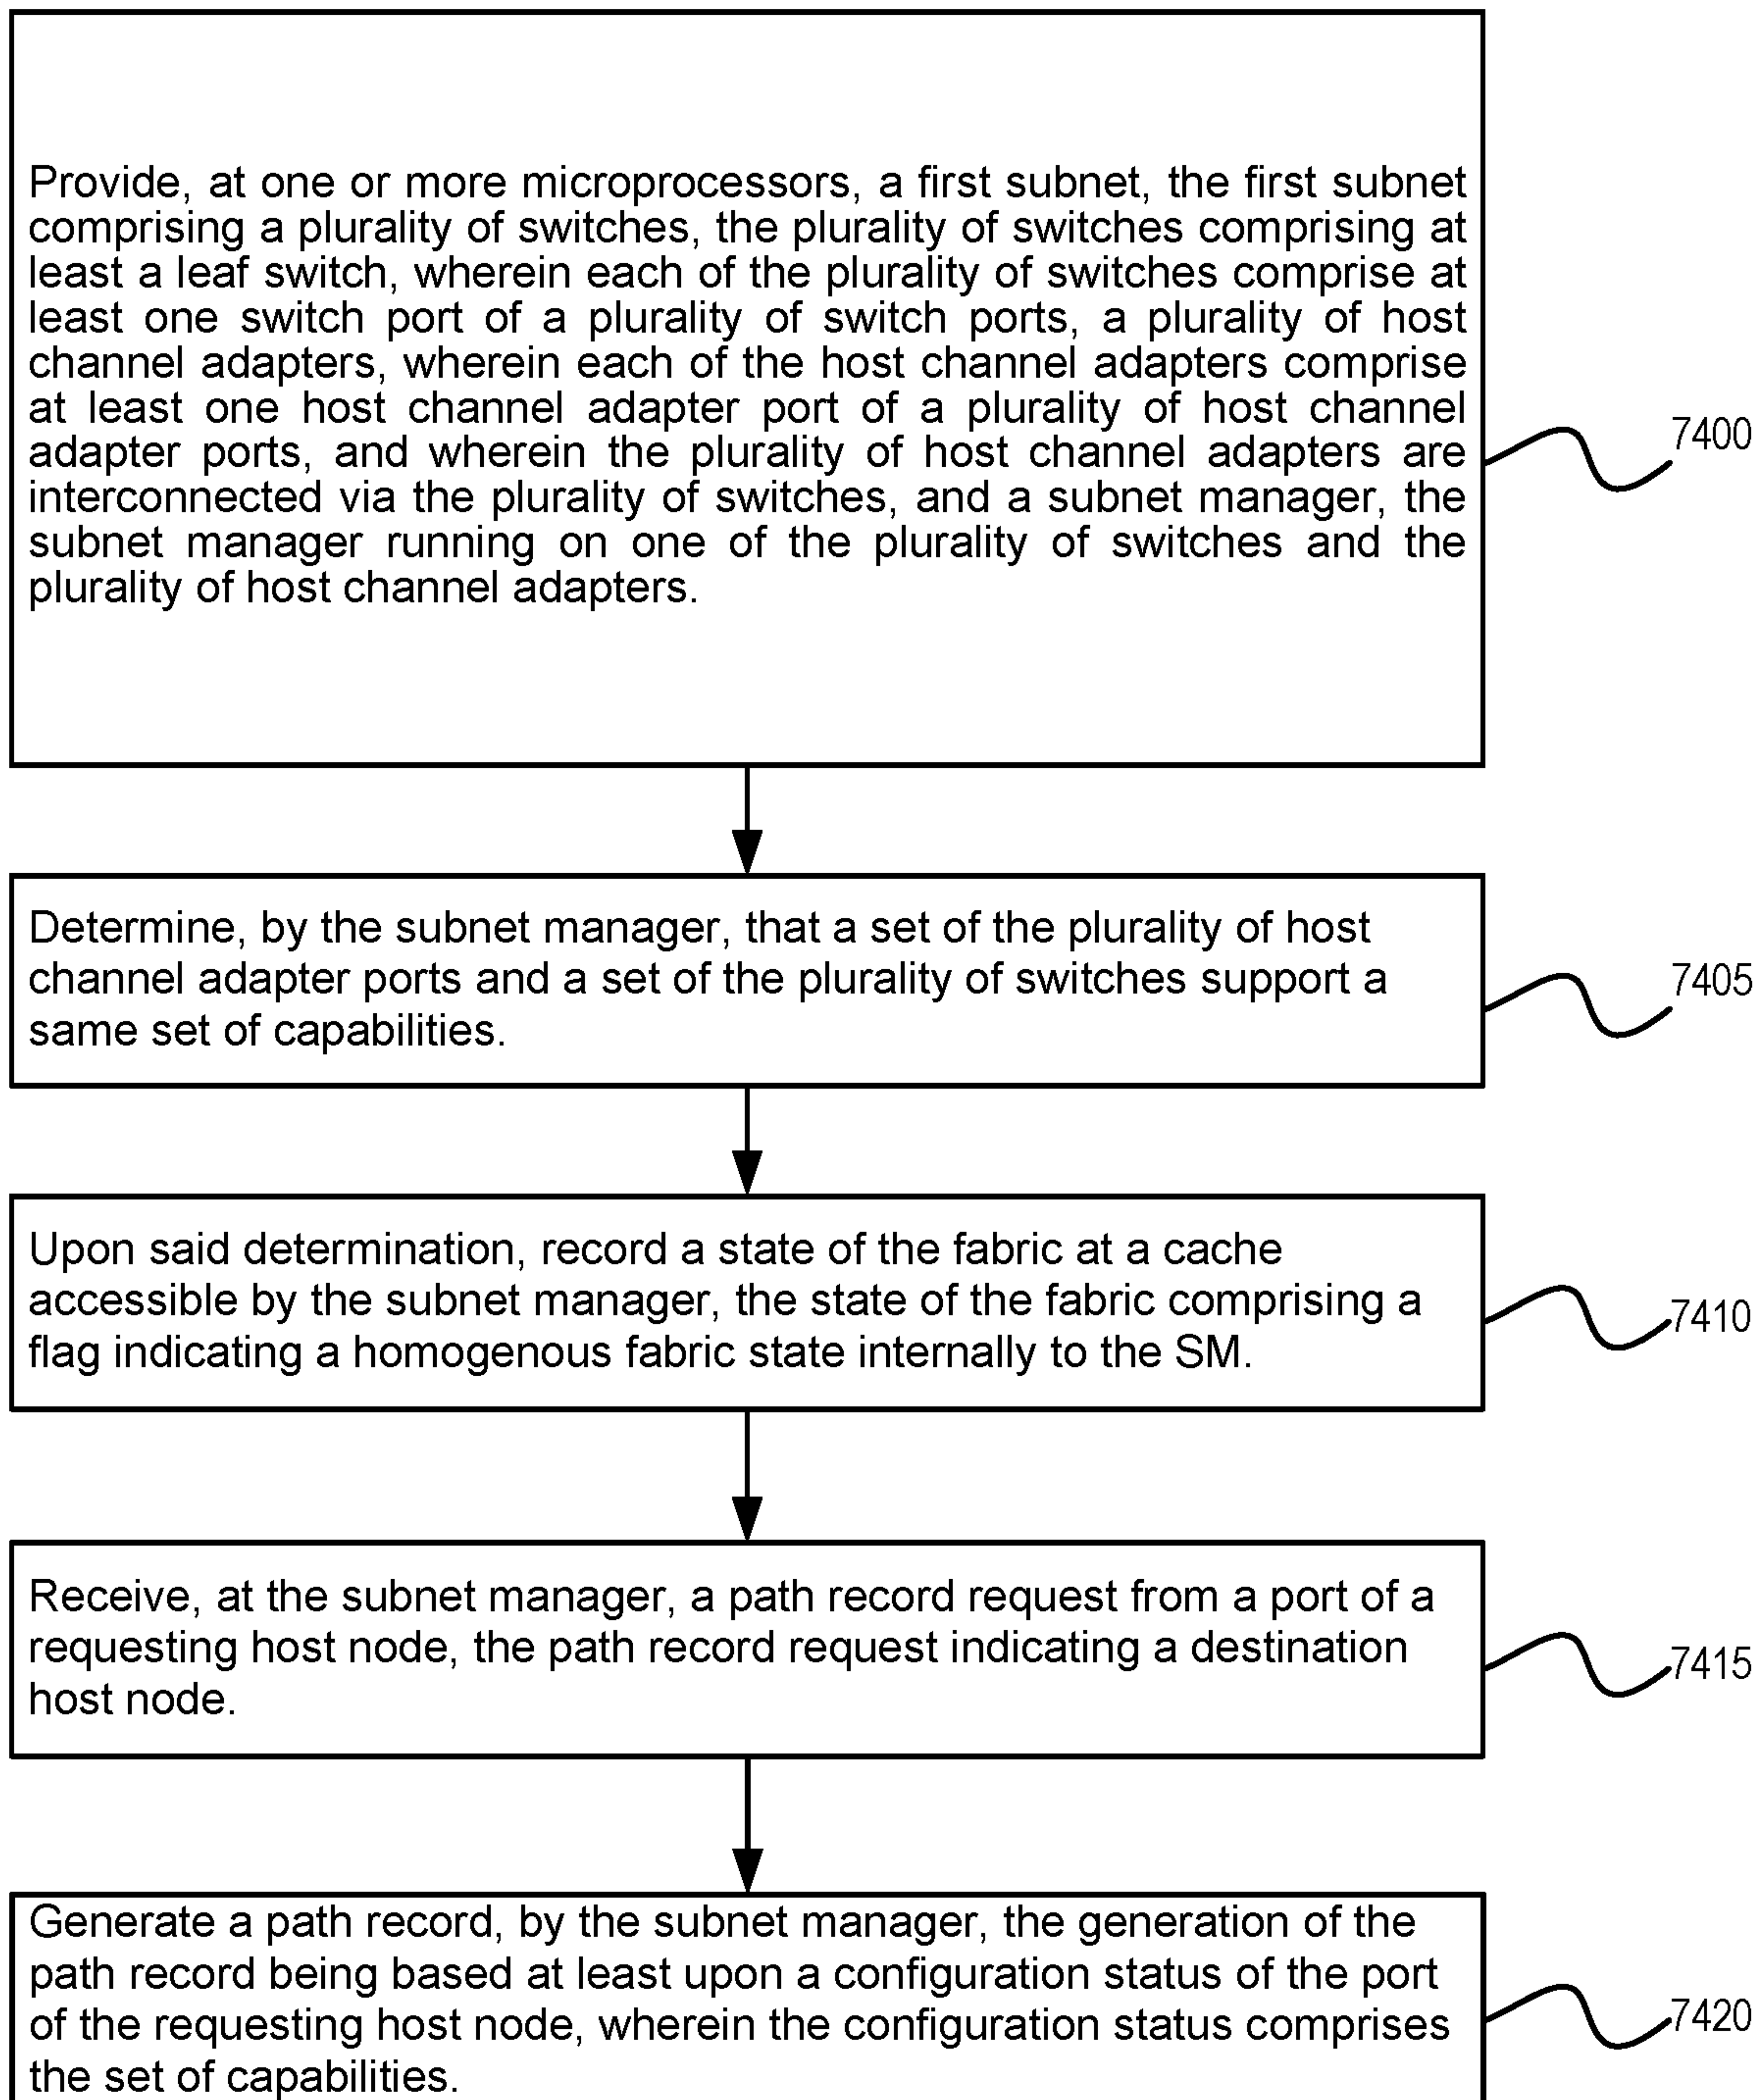 Provide, at one or more microprocessors, a first subnet, the first subnet
comprising a plurality of switches, the plurality of switches comprising at
least a leaf switch, wherein each of the plurality of switches comprise at
least one switch port of a plurality of switch ports, a plurality of host
channel adapters, wherein each of the host channel adapters comprise
at least one host channel adapter port of a plurality of host channel
adapter ports, and wherein the plurality of host channel adapters are
interconnected via the plurality of switches, and a subnet manager, the
subnet manager running on one of the plurality of switches and the
plurality of host channel adapters.
7400
Determine, by the subnet manager, that a set of the plurality of host
channel adapter ports and a set of the plurality of switches support a
same set of capabilities.
7405
Upon said determination, record a state of the fabric at a cache
accessible by the subnet manager, the state of the fabric comprising a
flag indicating a homogenous fabric state internally to the SM.
7410
Receive, at the subnet manager, a path record request from a port of a
requesting host node, the path record request indicating a destination
host node.
7415
Generate a path record, by the subnet manager, the generation of the
path record being based at least upon a configuration status of the port
of the requesting host node, wherein the configuration status comprises
the set of capabilities.
7420